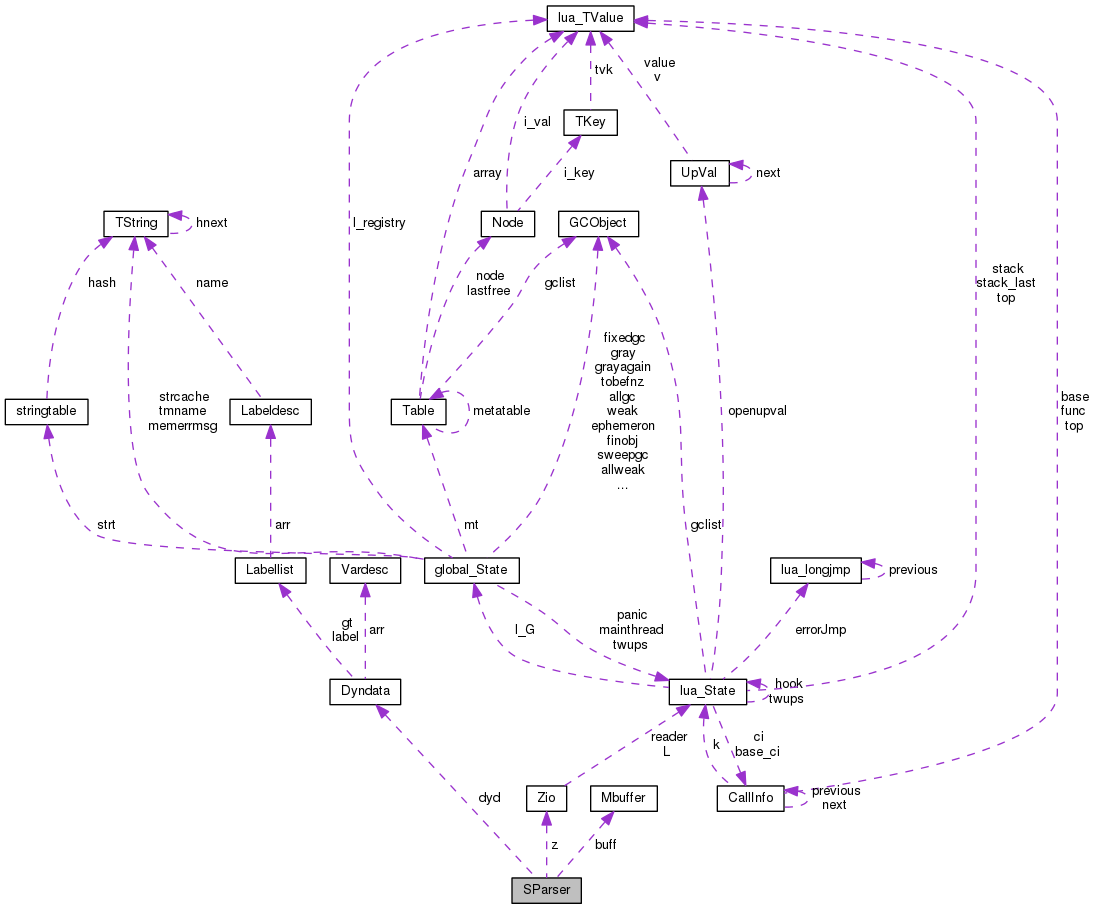 lua_TValue
value
v
tvk
TKey
i_val
array
i_key
UpVal
next
TString
hnext
l_registry
Node
GCObject
hash
name
node
lastfree
gclist
stack
stack_last
top
fixedgc
gray
grayagain
tobefnz
allgc
weak
ephemeron
finobj
sweepgc
allweak
...
strcache
tmname
memerrmsg
stringtable
Labeldesc
Table
metatable
openupval
base
func
top
strt
arr
mt
gclist
Labellist
Vardesc
global_State
lua_longjmp
previous
gt
label
arr
l_G
panic
mainthread
twups
errorJmp
Dyndata
lua_State
hook
twups
reader
L
k
ci
base_ci
dyd
Zio
Mbuffer
CallInfo
previous
next
z
buff
SParser